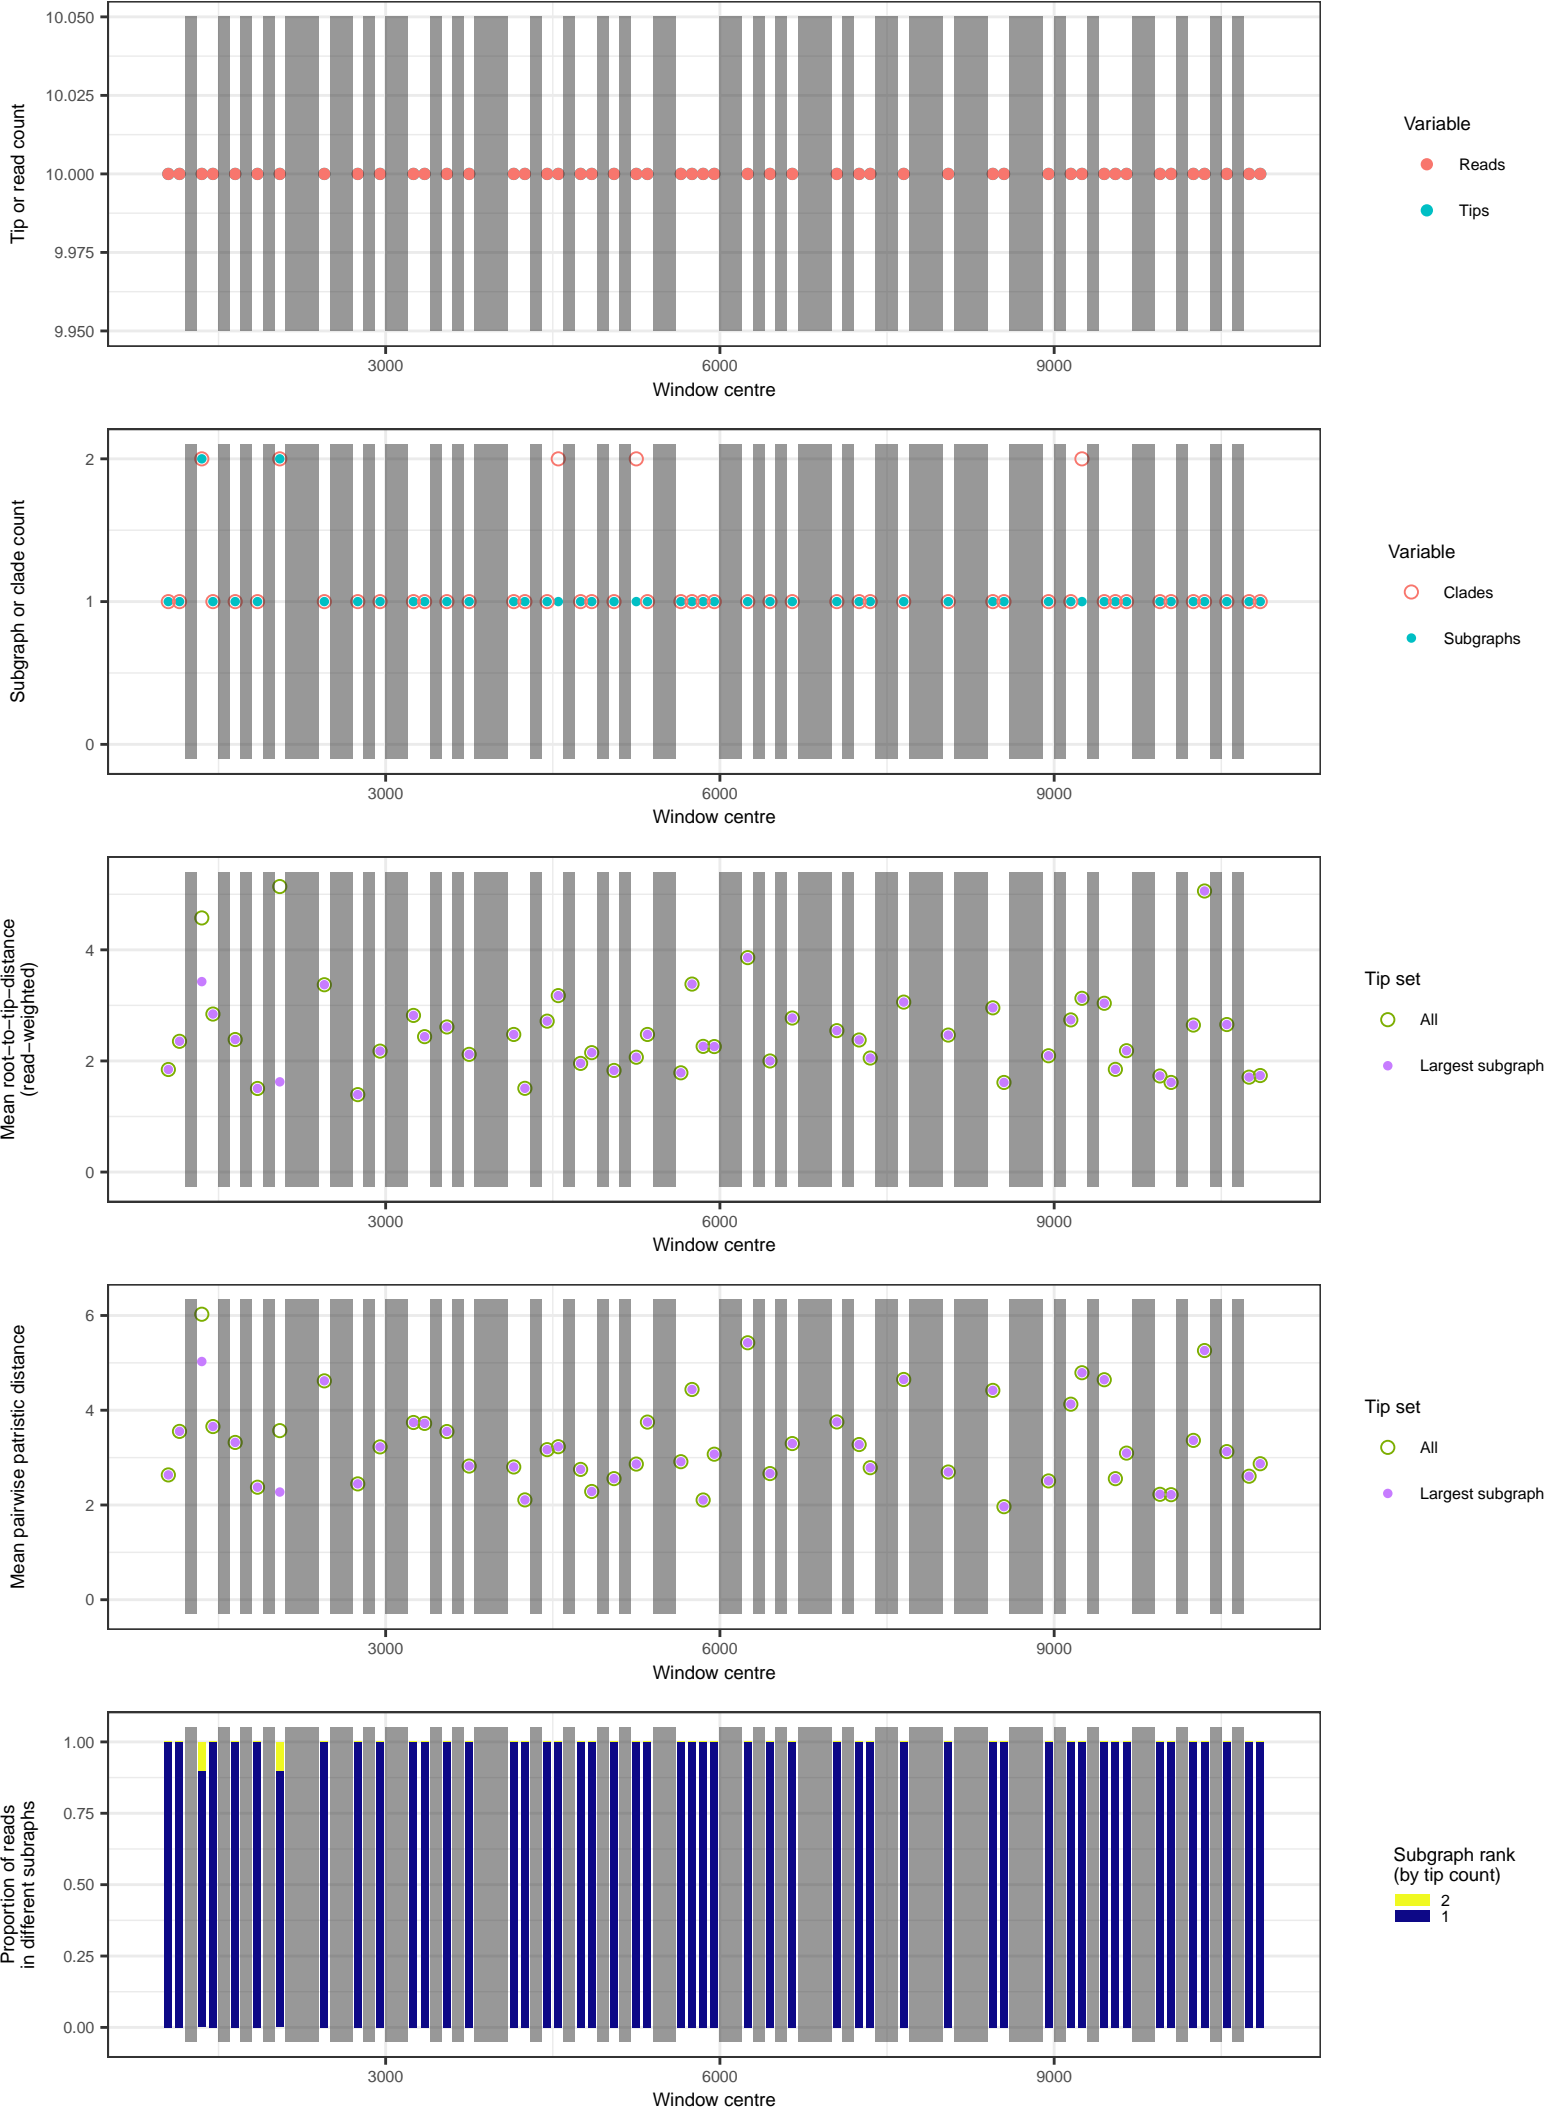 10.050
10.025
10.000
9.975
9.950
Tip or read count
3000
6000
9000
Window centre
Variable
Reads
Tips
2
1
0
Subgraph or clade count
3000
6000
9000
Window centre
Variable
Clades
Subgraphs
4
2
0
Mean root−to−tip−distance
(read−weighted)
3000
6000
9000
Window centre
Tip set
All
Largest subgraph
6
4
2
0
Mean pairwise patristic distance
3000
6000
9000
Window centre
Tip set
All
Largest subgraph
1.00
0.75
0.50
0.25
0.00
Proportion of reads
in different subraphs
3000
6000
9000
Window centre
Subgraph rank
(by tip count)
2
1